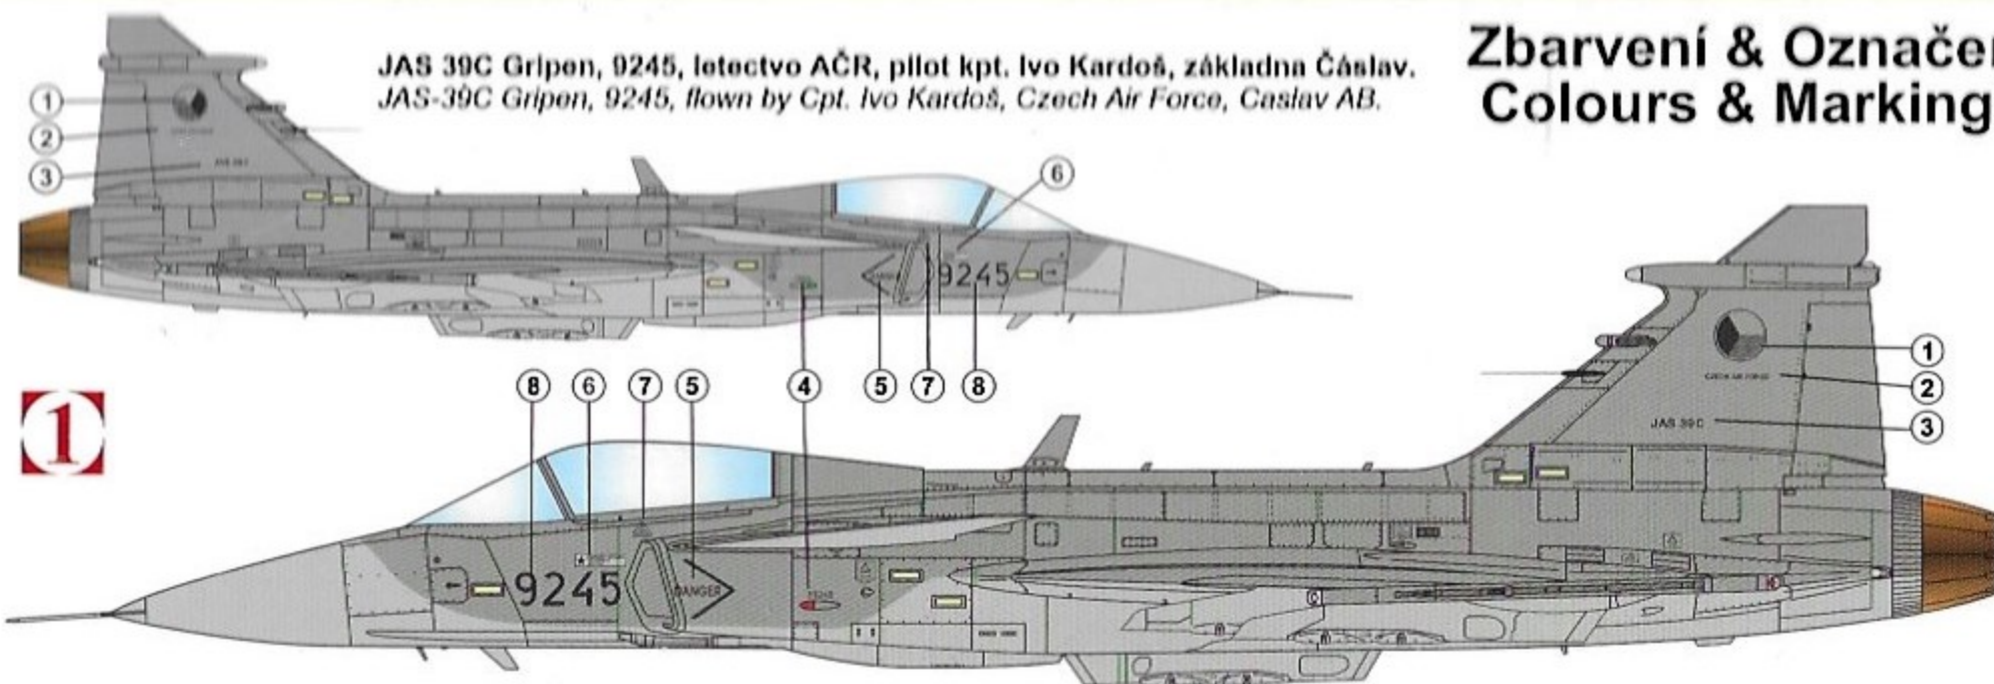 JAS 39C Gripen, 9245, letectvo AČR, pilot kpt. Ivo Kardoš, základna Čáslav.
JAS-39C Gripen, 9245, flown by Cpt. Ivo Kardoš, Czech Air Force, Caslav AB.
Zbarvení & Označen
Colours & Marking
1
2
3
6
9245
8
6
7
5
4
5
7
8
1
1
2
3
CZECH AIR FORCE
JAS 39C
9245
DANGER